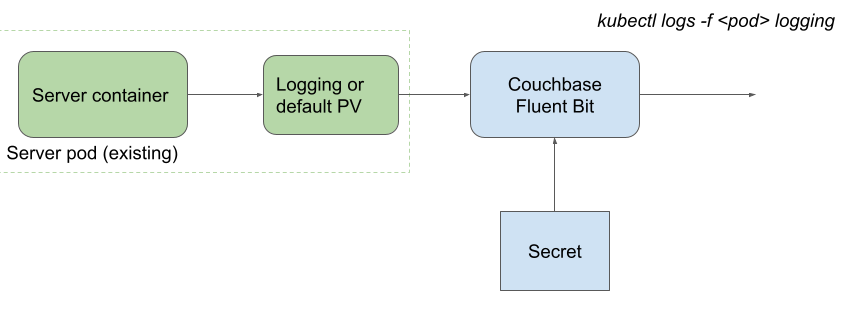 kubectl logs -f <pod> logging
Server container
Logging or
default PV
Couchbase
Fluent Bit
Server pod (existing)
Secret